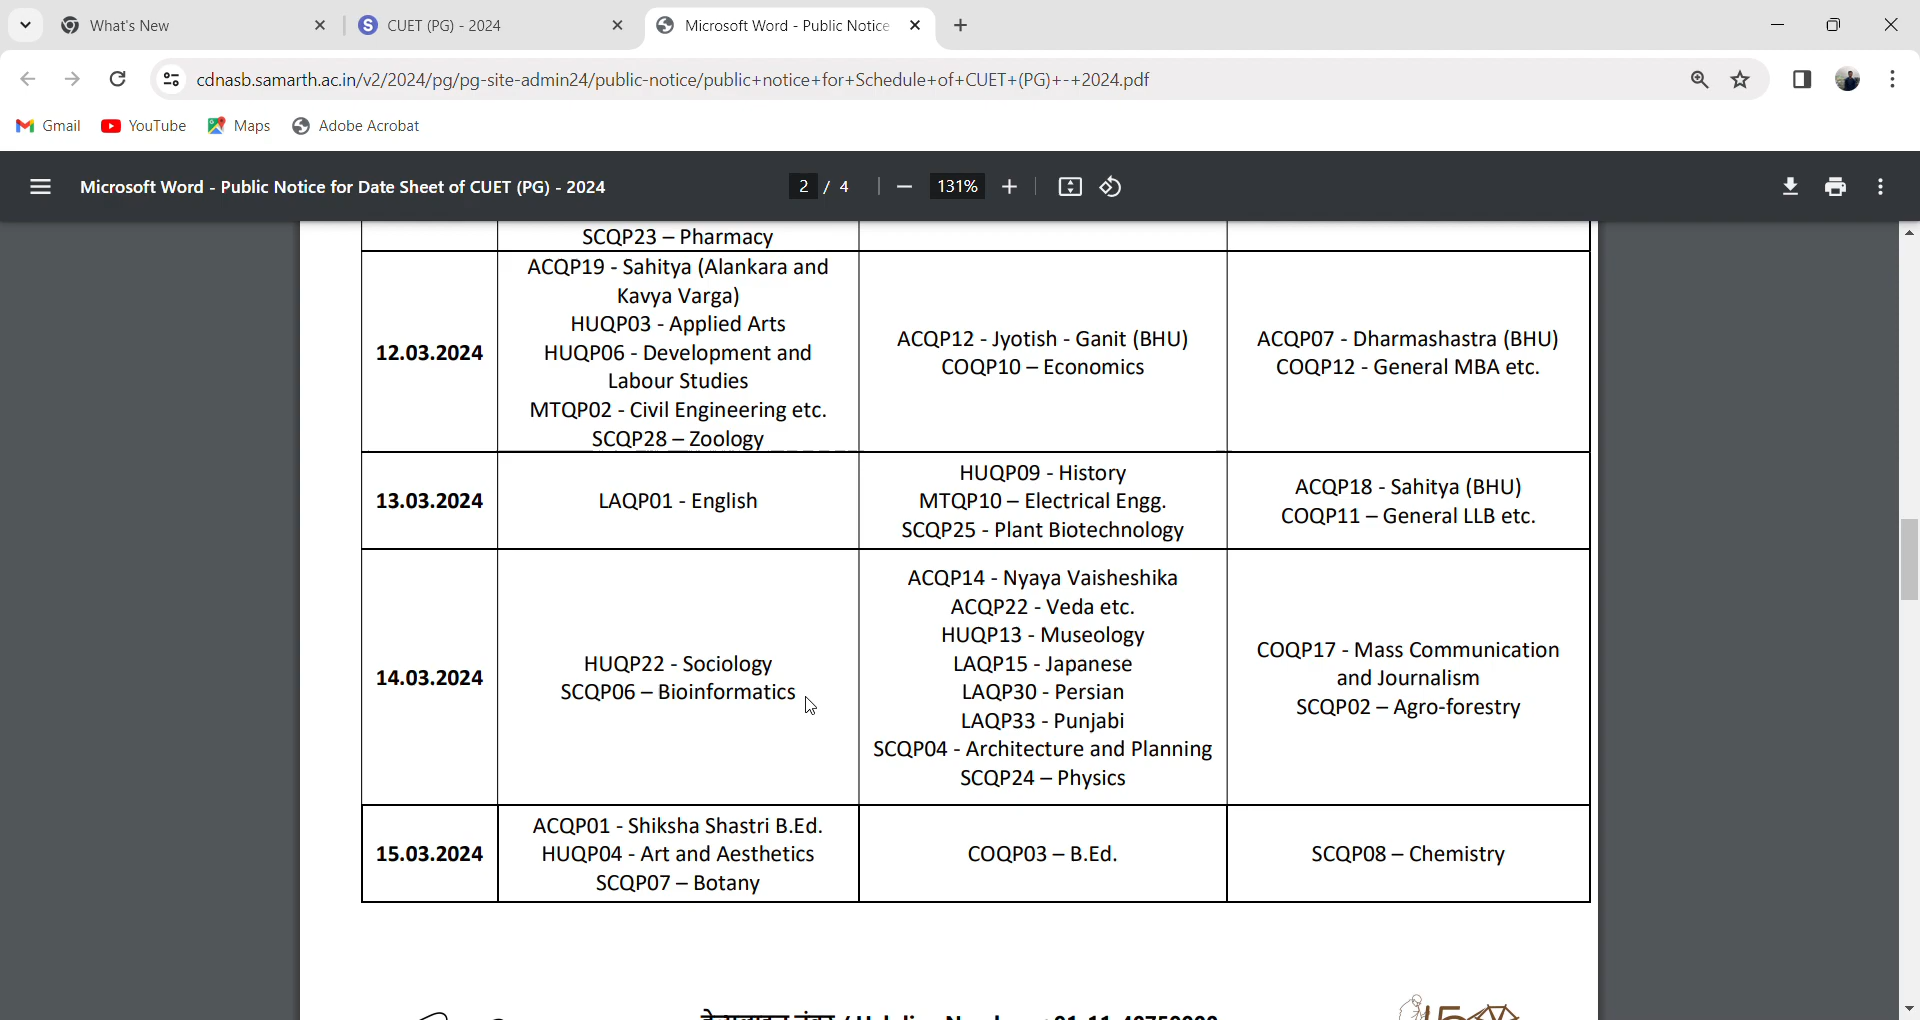 What's New
CUET (PG) - 2024
Microsoft Word - Public Notice
cdnasb.samarth.ac.in/v2/2024/pg/pg-site-admin24/public-notice/public+notice+for+Schedule+of+CUET+(PG)+-+2024.pdf
Gmail
YouTube
Maps
Adobe Acrobat
Microsoft Word - Public Notice for Date Sheet of CUET (PG) - 2024
2 / 4
131%
SCQP23 – Pharmacy
12.03.2024
ACQP19 - Sahitya (Alankara and
Kavya Varga)
HUQP03 - Applied Arts
HUQP06 - Development and
Labour Studies
MTQP02 - Civil Engineering etc.
SCQP28 – Zoology
ACQP12 - Jyotish - Ganit (BHU)
COQP10 – Economics
ACQP07 - Dharmashastra (BHU)
COQP12 - General MBA etc.
13.03.2024
LAQP01 - English
HUQP09 - History
MTQP10 – Electrical Engg.
SCQP25 - Plant Biotechnology
ACQP18 - Sahitya (BHU)
COQP11 – General LLB etc.
14.03.2024
HUQP22 - Sociology
SCQP06 – Bioinformatics
ACQP14 - Nyaya Vaisheshika
ACQP22 - Veda etc.
HUQP13 - Museology
LAQP15 - Japanese
LAQP30 - Persian
LAQP33 - Punjabi
SCQP04 - Architecture and Planning
SCQP24 – Physics
COQP17 - Mass Communication
and Journalism
SCQP02 – Agro-forestry
15.03.2024
ACQP01 - Shiksha Shastri B.Ed.
HUQP04 - Art and Aesthetics
SCQP07 – Botany
COQP03 – B.Ed.
SCQP08 – Chemistry